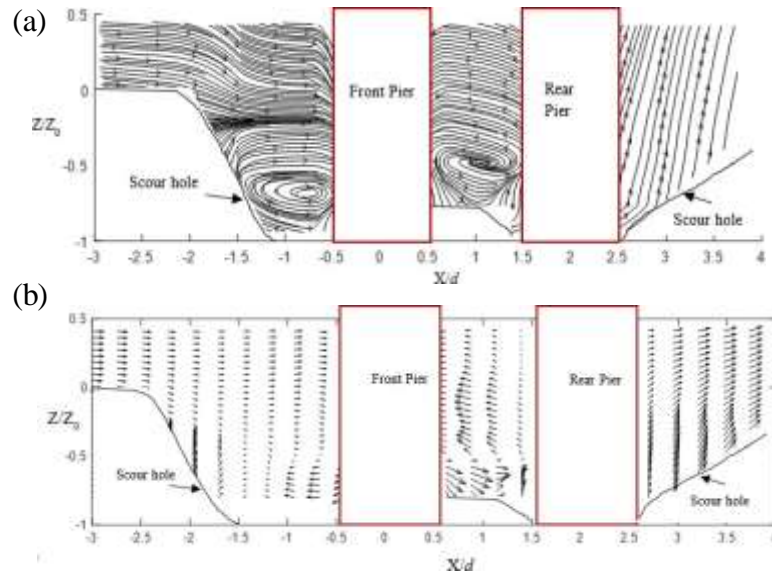 (a)
0.5
0
-0.5
-1
Z/Z₀
Front Pier
Rear
Pier
Scour hole
Scour hole
-3 -2.5 -2 -1.5 -1 -0.5 0 0.5 1 1.5 2 2.5 3 3.5 4
X/d
(b)
0.5
0
-0.5
-1
Z/Z₀
Front Pier
Rear Pier
Scour hole
Scour hole
-3 -2.5 -2 -1.5 -1 -0.5 0 0.5 1 1.5 2 2.5 3 3.5 4
X/d